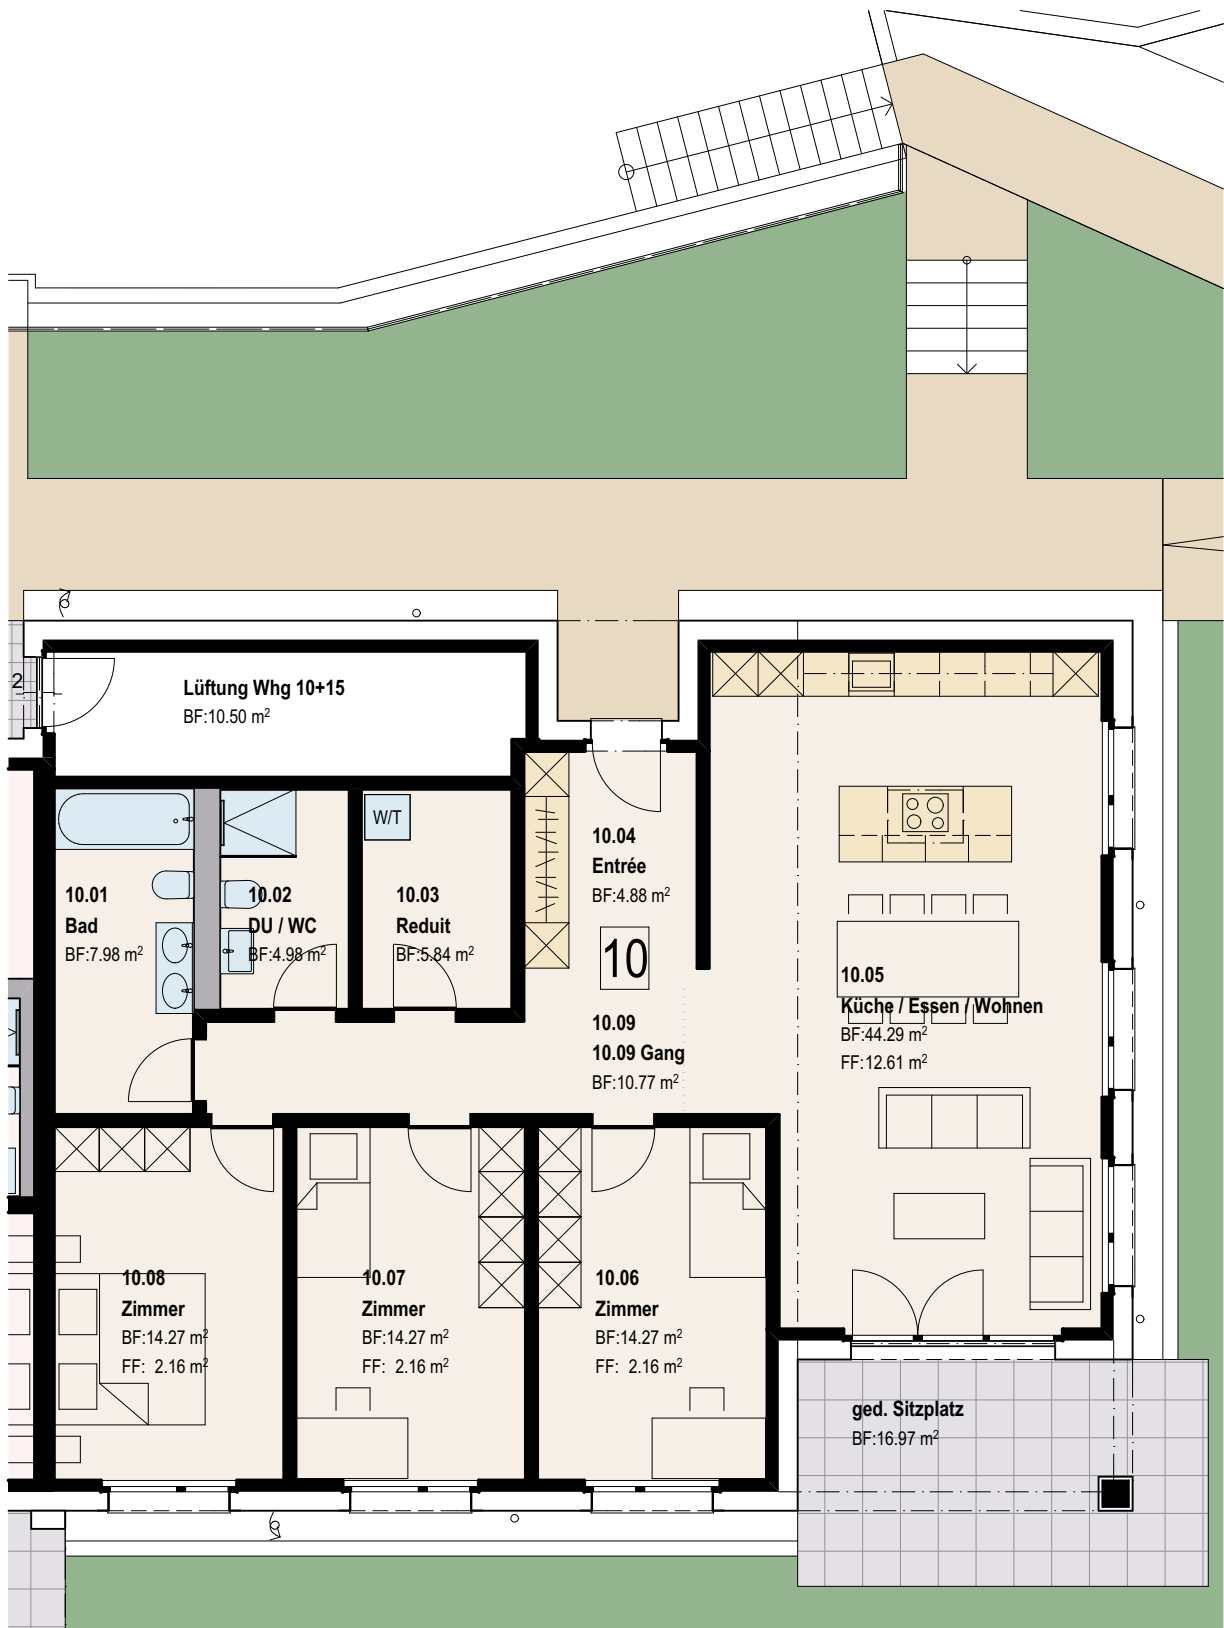 2
Lüftung Whg 10+15
BF:10.50 m²
W/T
10.01
Bad
BF:7.98 m²
10.02
DU / WC
BF:4.98 m²
10.03
Reduit
BF:5.84 m²
10.04
Entrée
BF:4.88 m²
10
10.09
10.09 Gang
BF:10.77 m²
10.05
Küche / Essen / Wohnen
BF:44.29 m²
FF:12.61 m²
10.08
Zimmer
BF:14.27 m²
FF: 2.16 m²
10.07
Zimmer
BF:14.27 m²
FF: 2.16 m²
10.06
Zimmer
BF:14.27 m²
FF: 2.16 m²
ged. Sitzplatz
BF:16.97 m²